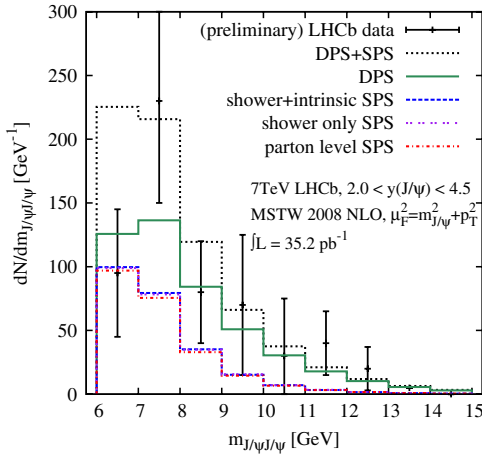 300
250
200
150
100
50
0
dN/dm_{J/ψJ/ψ} [GeV⁻¹]
(preliminary) LHCb data
DPS+SPS
DPS
shower+intrinsic SPS
shower only SPS
parton level SPS
7TeV LHCb, 2.0 < y(J/ψ) < 4.5
MSTW 2008 NLO, μ_F²=m²_{J/ψ}+p_T²
∫L = 35.2 pb⁻¹
6 7 8 9 10 11 12 13 14 15
m_{J/ψJ/ψ} [GeV]